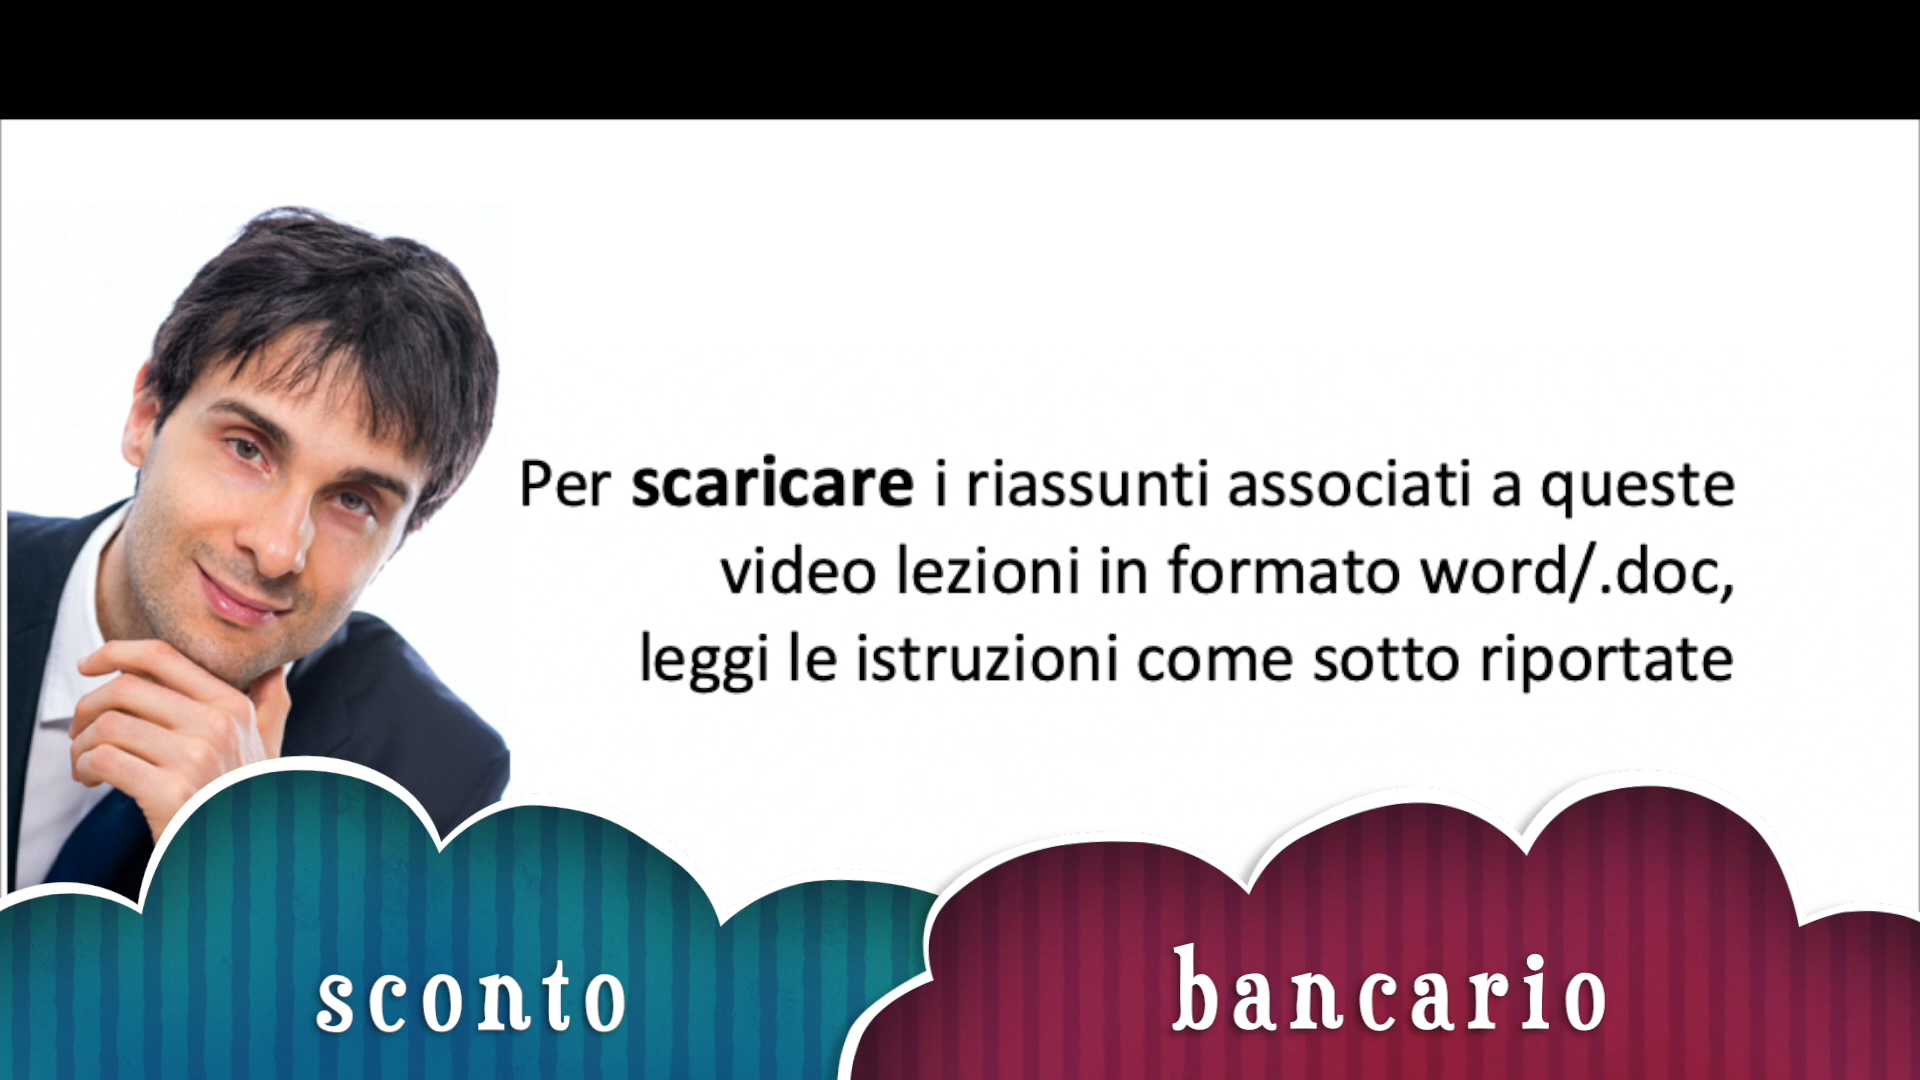 Per scaricare i riassunti associati a queste
video lezioni in formato word/.doc,
leggi le istruzioni come sotto riportate
sconto bancario